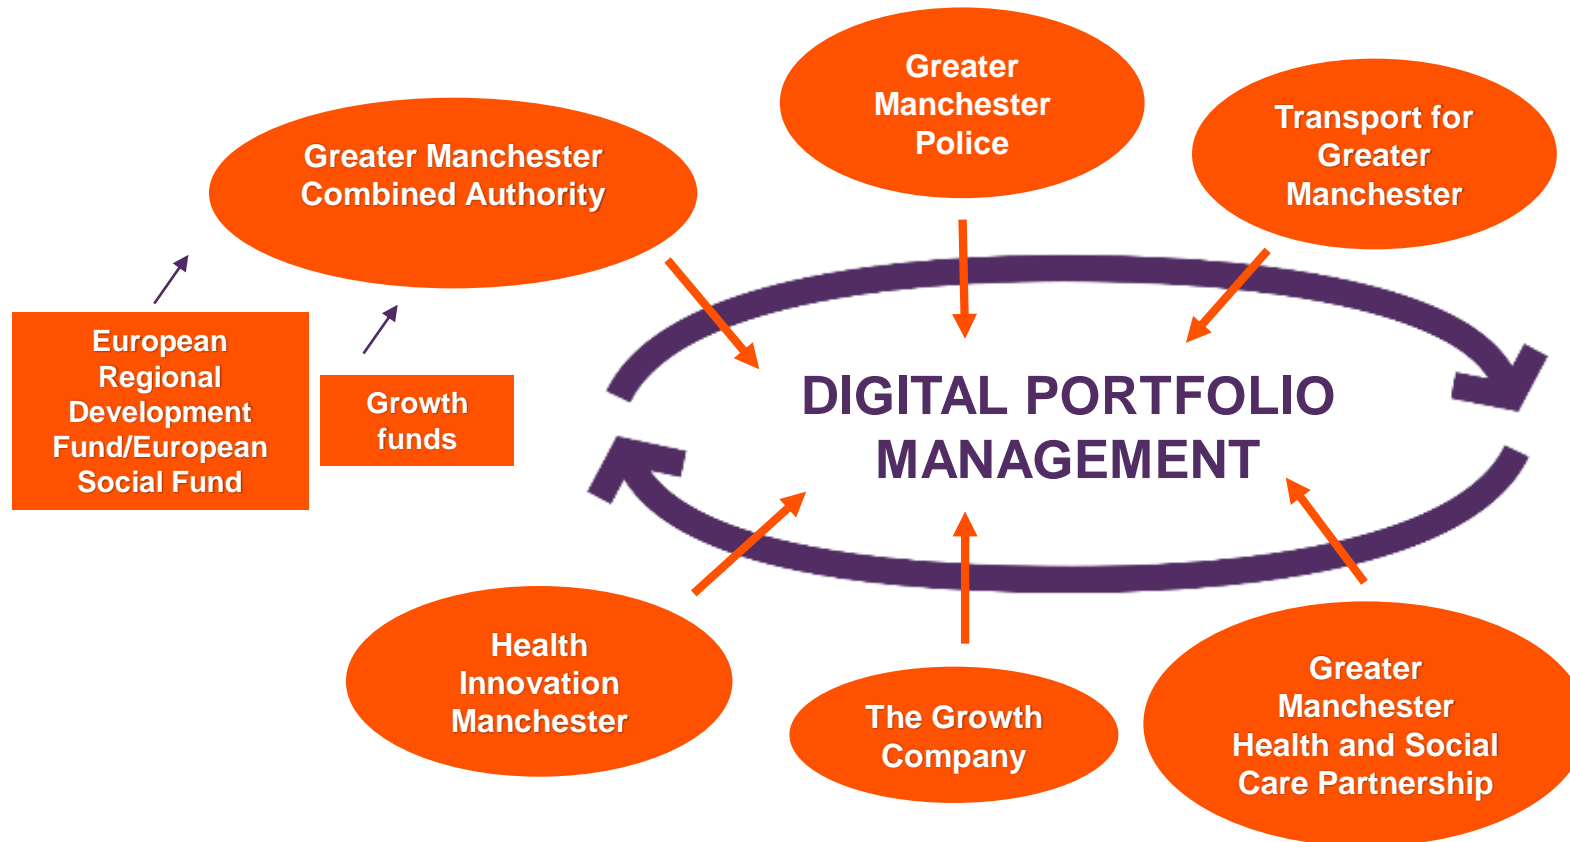 Greater
Manchester
Police
Transport for
Greater
Manchester
Greater Manchester
Combined Authority
European
Regional
Development
Fund/European
Social Fund
Growth
funds
DIGITAL PORTFOLIO
MANAGEMENT
Health
Innovation
Manchester
The Growth
Company
Greater
Manchester
Health and Social
Care Partnership